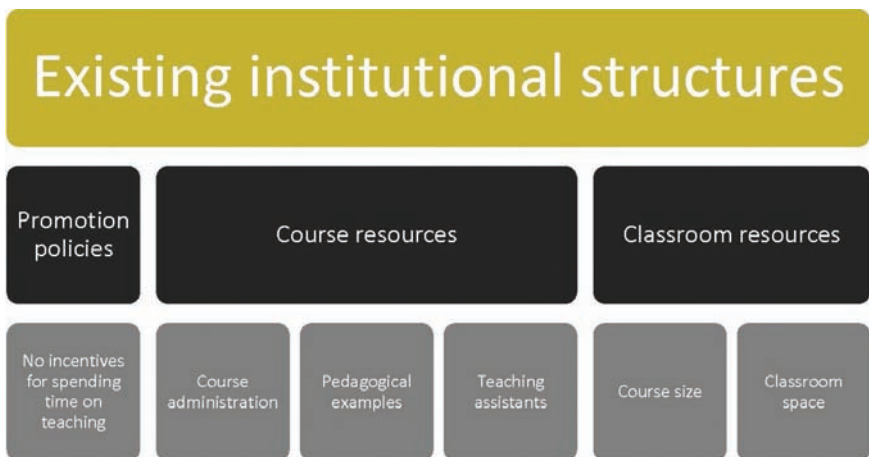 Existing institutional structures
Promotion
policies
Course resources
Classroom resources
No incentives
for spending
time on
teaching
Course
administration
Pedagogical
examples
Teaching
assistants
Course size
Classroom
space